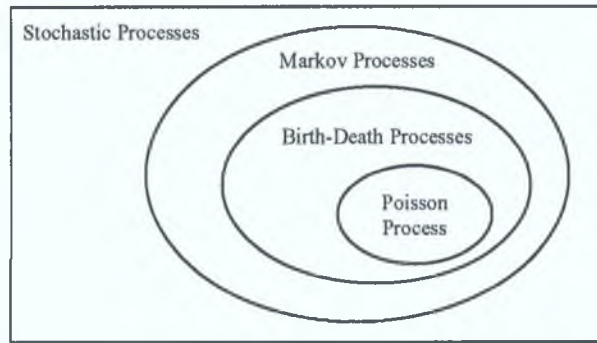 Stochastic Processes
Markov Processes
Birth-Death Processes
Poisson
Process